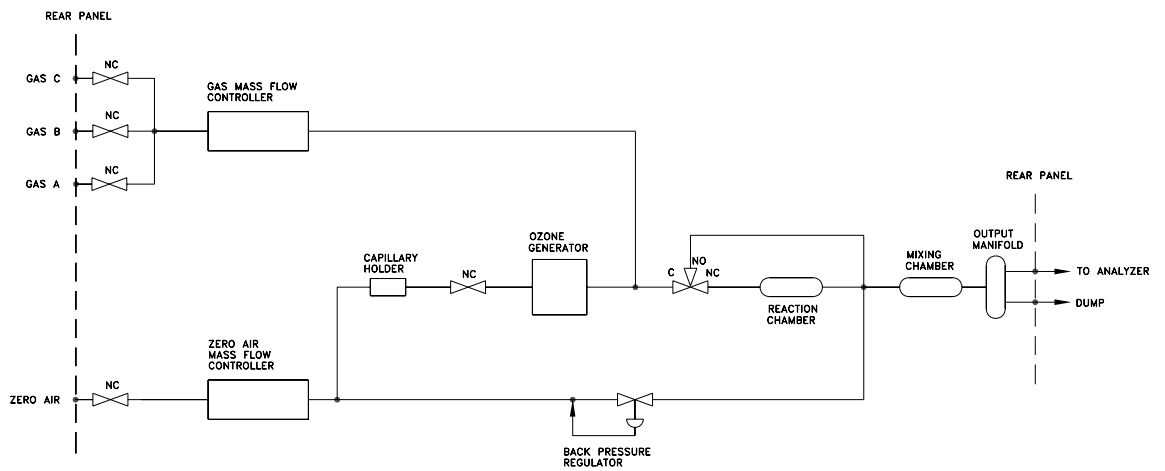 REAR PANEL
GAS C
NC
GAS MASS FLOW
CONTROLLER
GAS B
NC
GAS A
NC
REAR PANEL
OZONE
GENERATOR
OUTPUT
MANIFOLD
MIXING
CHAMBER
CAPILLARY
HOLDER
NC
C
NO
NC
TO ANALYZER
DUMP
REACTION
CHAMBER
ZERO AIR
MASS FLOW
CONTROLLER
ZERO AIR
NC
BACK PRESSURE
REGULATOR